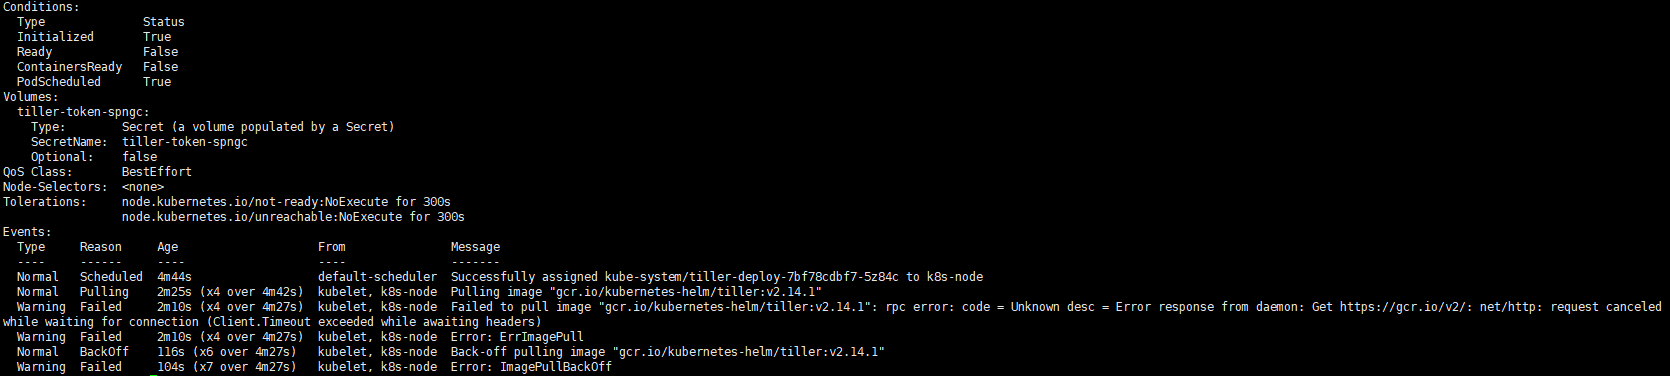 Conditions:
  Type              Status
  Initialized       True
  Ready             False
  ContainersReady   False
  PodScheduled      True
Volumes:
  tiller-token-spngc:
    Type:        Secret (a volume populated by a Secret)
    SecretName:  tiller-token-spngc
    Optional:    false
QoS Class:       BestEffort
Node-Selectors:  <none>
Tolerations:     node.kubernetes.io/not-ready:NoExecute for 300s
                 node.kubernetes.io/unreachable:NoExecute for 300s
Events:
  Type     Reason     Age                    From                Message
  ----     ------     ----                   ----                -------
  Normal   Scheduled  4m44s                  default-scheduler   Successfully assigned kube-system/tiller-deploy-7bf78cdbf7-5z84c to k8s-node
  Normal   Pulling    2m25s (x4 over 4m42s)  kubelet, k8s-node  Pulling image "gcr.io/kubernetes-helm/tiller:v2.14.1"
  Warning  Failed     2m10s (x4 over 4m27s)  kubelet, k8s-node  Failed to pull image "gcr.io/kubernetes-helm/tiller:v2.14.1": rpc error: code = Unknown desc = Error response from daemon: Get https://gcr.io/v2/: net/http: request canceled
while waiting for connection (Client.Timeout exceeded while awaiting headers)
  Warning  Failed     2m10s (x4 over 4m27s)  kubelet, k8s-node  Error: ErrImagePull
  Normal   BackOff    116s (x6 over 4m27s)   kubelet, k8s-node  Back-off pulling image "gcr.io/kubernetes-helm/tiller:v2.14.1"
  Warning  Failed     104s (x7 over 4m27s)   kubelet, k8s-node  Error: ImagePullBackOff